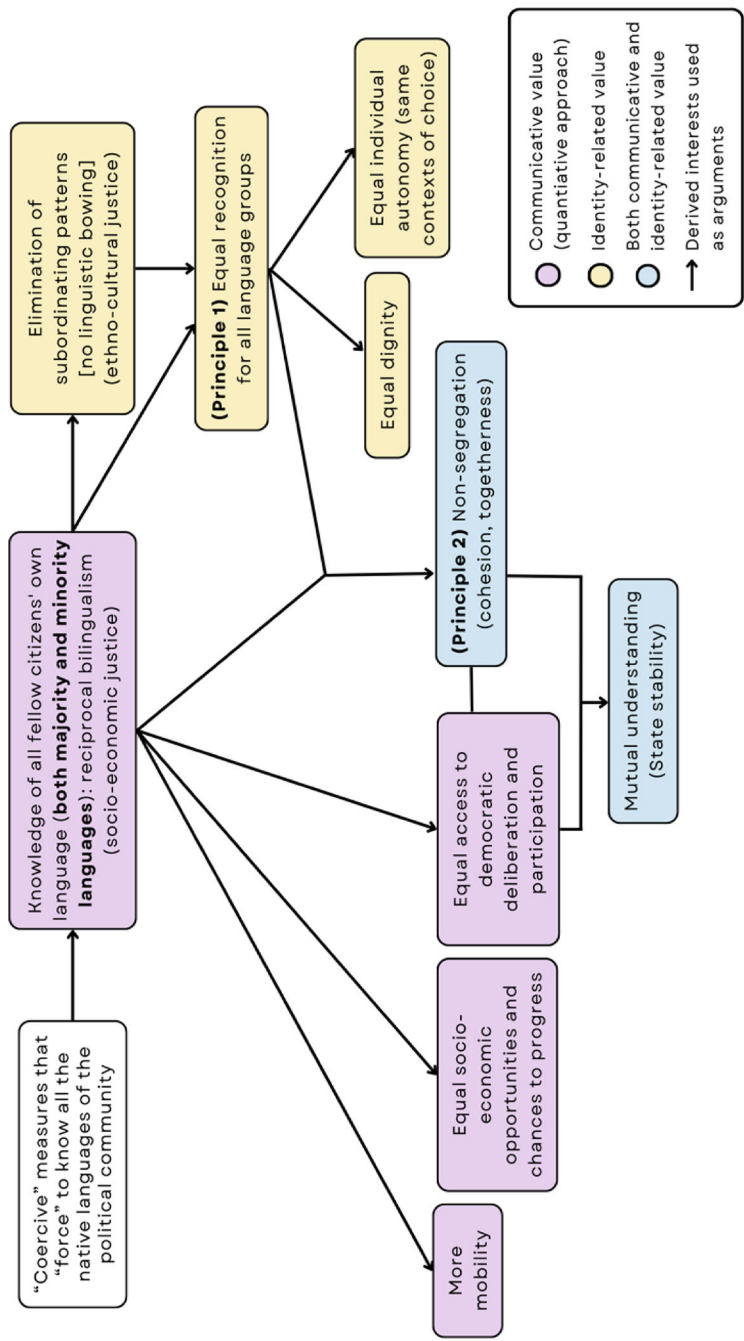 “Coercive” measures that
“force” to know all the
native languages of the
political community
Knowledge of all fellow citizens' own
language (both majority and minority
languages): reciprocal bilingualism
(socio-economic justice)
Elimination of
subordinating patterns
[no linguistic bowing]
(ethno-cultural justice)
(Principle 1) Equal recognition
for all language groups
Equal individual
autonomy (same
contexts of choice)
Equal dignity
More
mobility
Equal socio-
economic
opportunities and
chances to progress
Equal access to
democratic
deliberation and
participation
(Principle 2) Non-segregation
(cohesion, togetherness)
Mutual understanding
(State stability)
Communicative value
(quantiative approach)
Identity-related value
Both communicative and
identity-related value
Derived interests used
as arguments